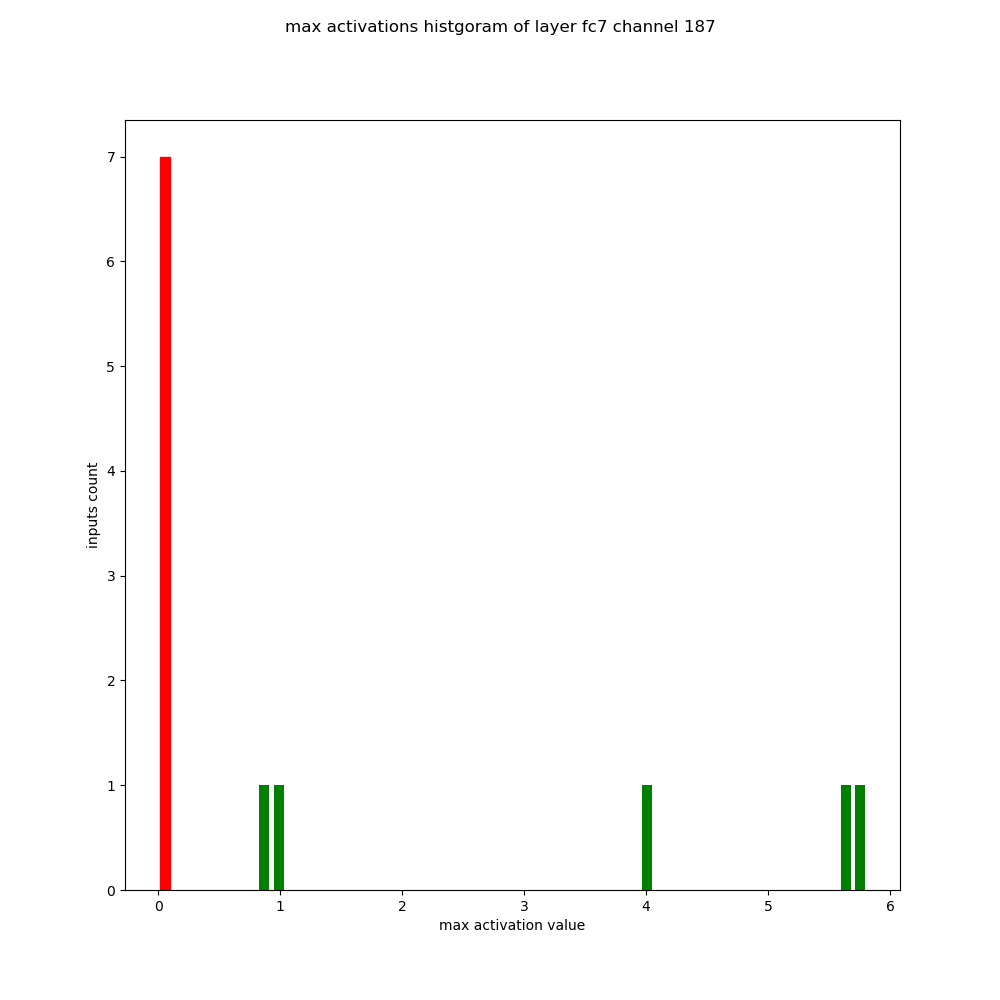 max activations histgoram of layer fc7 channel 187
7
6
5
4
3
2
1
0
inputs count
0 1 2 3 4 5 6
max activation value